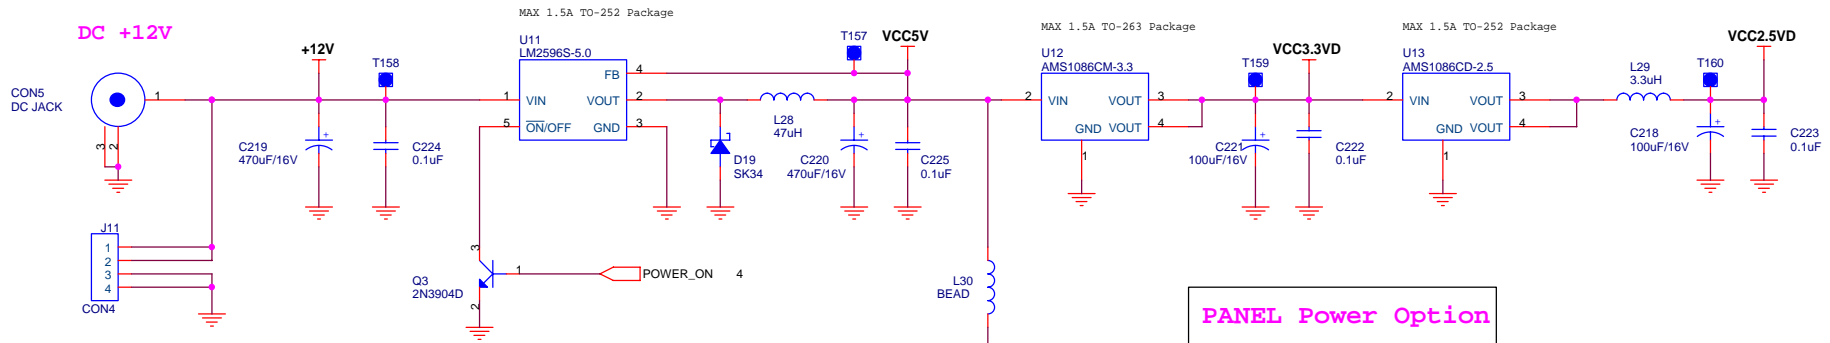 DC +12V
CON5
DC JACK
1
3
2
+12V
T158
C219
470uF/16V
C224
0.1uF
J11
1
2
3
4
CON4
MAX 1.5A TO-252 Package
U11
LM2596S-5.0
FB 4
1 VIN VOUT 2
5 ON/OFF GND 3
Q3
2N3904D
3
1
2
POWER_ON 4
T157
VCC5V
L28
47uH
D19
SK34
C220
470uF/16V
C225
0.1uF
L30
BEAD
MAX 1.5A TO-263 Package
U12
AMS1086CM-3.3
2 VIN VOUT 3
GND VOUT 4
1
T159
VCC3.3VD
C221
100uF/16V
C222
0.1uF
MAX 1.5A TO-252 Package
U13
AMS1086CD-2.5
2 VIN VOUT 3
GND VOUT 4
1
L29
3.3uH
T160
VCC2.5VD
C218
100uF/16V
C223
0.1uF
PANEL Power Option